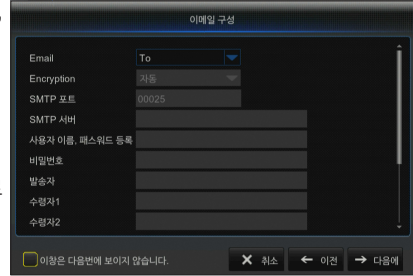 이메일 구성
Email To
Encryption 자동
SMTP 포트 00025
SMTP 서버
사용자 이름, 패스워드 등록
비밀번호
발송자
수령자1
수령자2
이창은 다음번에 보이지 않습니다.
취소
이전
다음에